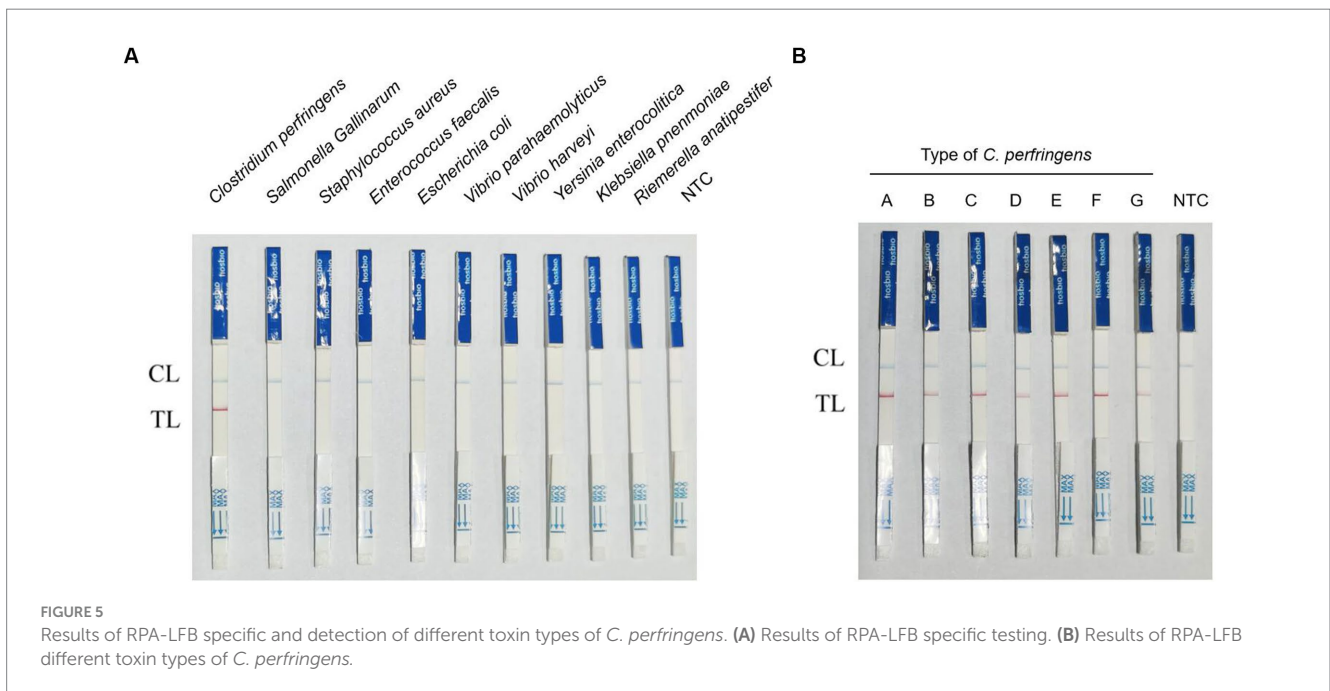 A
B
Clostridium perfringens
Salmonella Gallinarum
Staphylococcus aureus
Enterococcus faecalis
Escherichia coli
Vibrio parahaemolyticus
Vibrio harveyi
Yersinia enterocolitica
Klebsiella pnenmoniae
Riemerella anatipestifer
NTC
Type of C. perfringens
A B C D E F G NTC
hosbio
CL
TL
CL
TL
MAX
FIGURE 5
Results of RPA-LFB specific and detection of different toxin types of C. perfringens. (A) Results of RPA-LFB specific testing. (B) Results of RPA-LFB
different toxin types of C. perfringens.